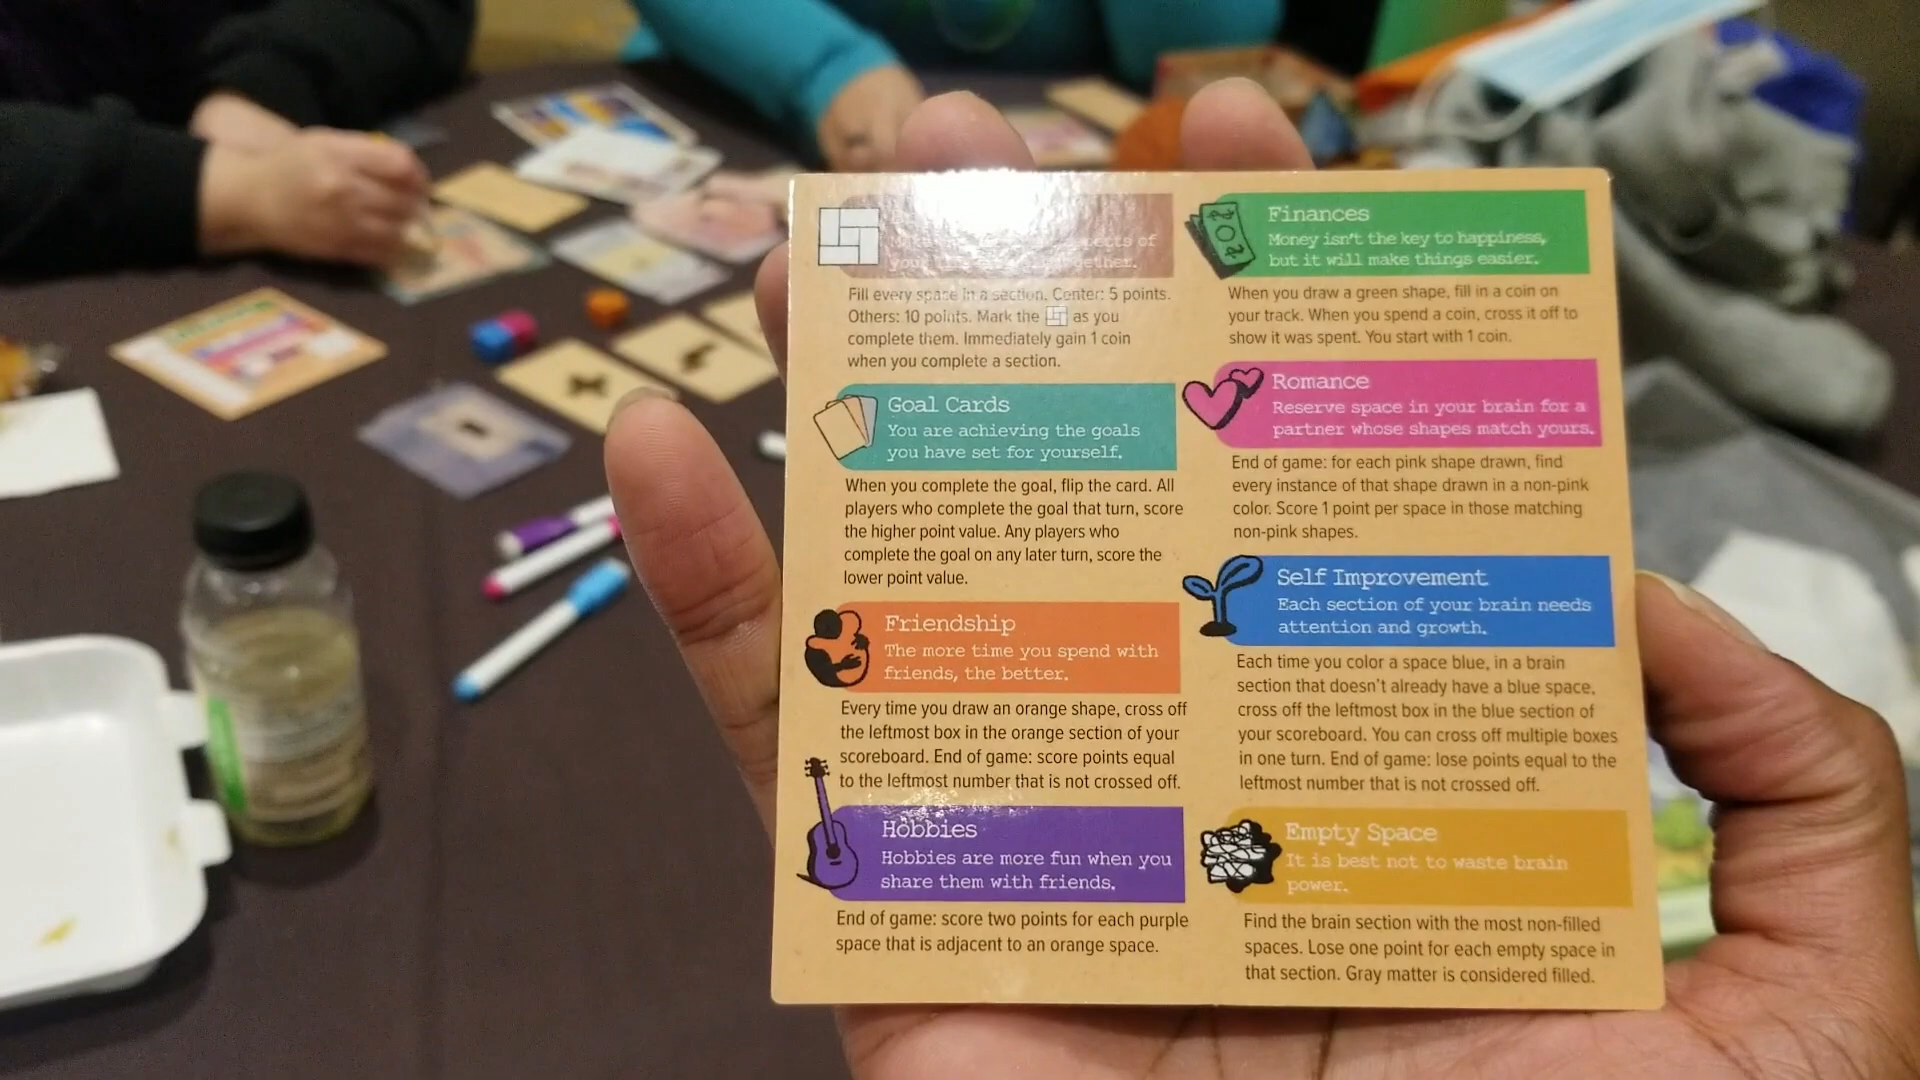 ects of
your gether.
Fill every space in a section. Center: 5 points.
Others: 10 points. Mark the as you
complete them. Immediately gain 1 coin
when you complete a section.
Goal Cards
You are achieving the goals
you have set for yourself.
When you complete the goal, flip the card. All
players who complete the goal that turn, score
the higher point value. Any players who
complete the goal on any later turn, score the
lower point value.
Friendship
The more time you spend with
friends, the better.
Every time you draw an orange shape, cross off
the leftmost box in the orange section of your
scoreboard. End of game: score points equal
to the leftmost number that is not crossed off.
Hobbies
Hobbies are more fun when you
share them with friends.
End of game: score two points for each purple
space that is adjacent to an orange space.
Finances
Money isn't the key to happiness,
but it will make things easier.
When you draw a green shape, fill in a coin on
your track. When you spend a coin, cross it off to
show it was spent. You start with 1 coin.
Romance
Reserve space in your brain for a
partner whose shapes match yours.
End of game: for each pink shape drawn, find
every instance of that shape drawn in a non-pink
color. Score 1 point per space in those matching
non-pink shapes.
Self Improvement
Each section of your brain needs
attention and growth.
Each time you color a space blue, in a brain
section that doesn't already have a blue space,
cross off the leftmost box in the blue section of
your scoreboard. You can cross off multiple boxes
in one turn. End of game: lose points equal to the
leftmost number that is not crossed off.
Empty Space
It is best not to waste brain
power.
Find the brain section with the most non-filled
spaces. Lose one point for each empty space in
that section. Gray matter is considered filled.